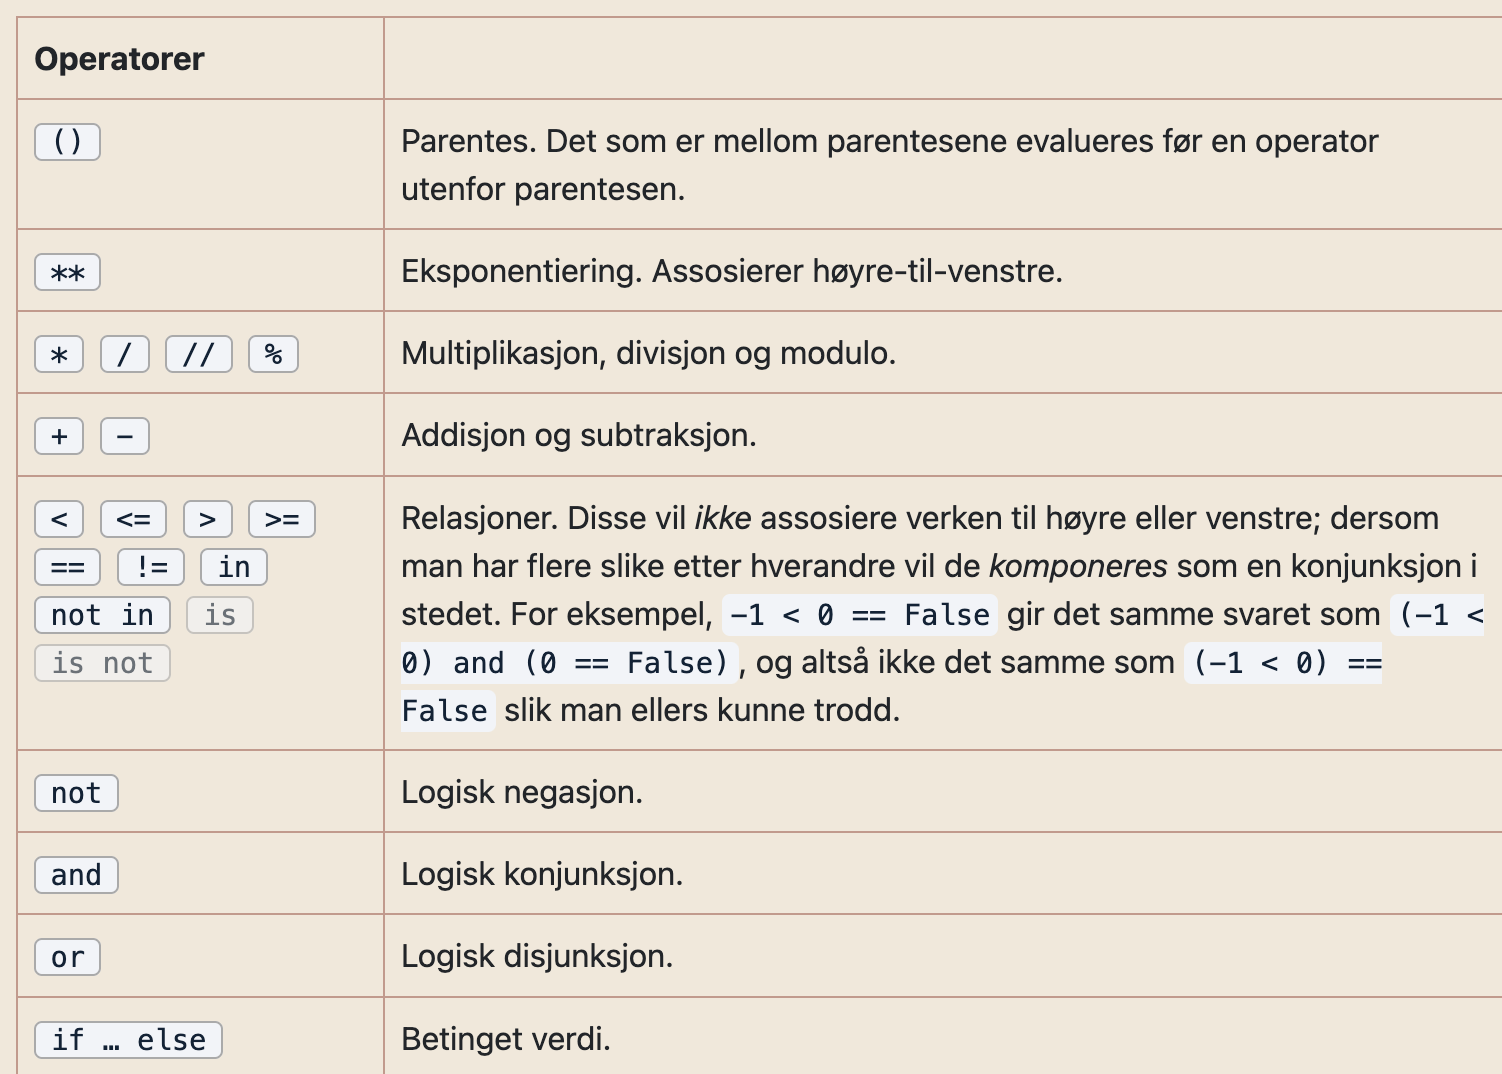 Operatorer
() Parentes. Det som er mellom parentesene evalueres før en operator
utenfor parentesen.
** Eksponentiering. Assosierer høyre-til-venstre.
* / // % Multiplikasjon, divisjon og modulo.
+ - Addisjon og subtraksjon.
< <= > >= Relasjoner. Disse vil ikke assosiere verken til høyre eller venstre; dersom
== != in man har flere slike etter hverandre vil de komponeres som en konjunksjon i
not in is stedet. For eksempel, -1 < 0 == False gir det samme svaret som (-1 <
is not 0) and (0 == False), og altså ikke det samme som (-1 < 0) ==
False slik man ellers kunne trodd.
not Logisk negasjon.
and Logisk konjunksjon.
or Logisk disjunksjon.
if … else Betinget verdi.